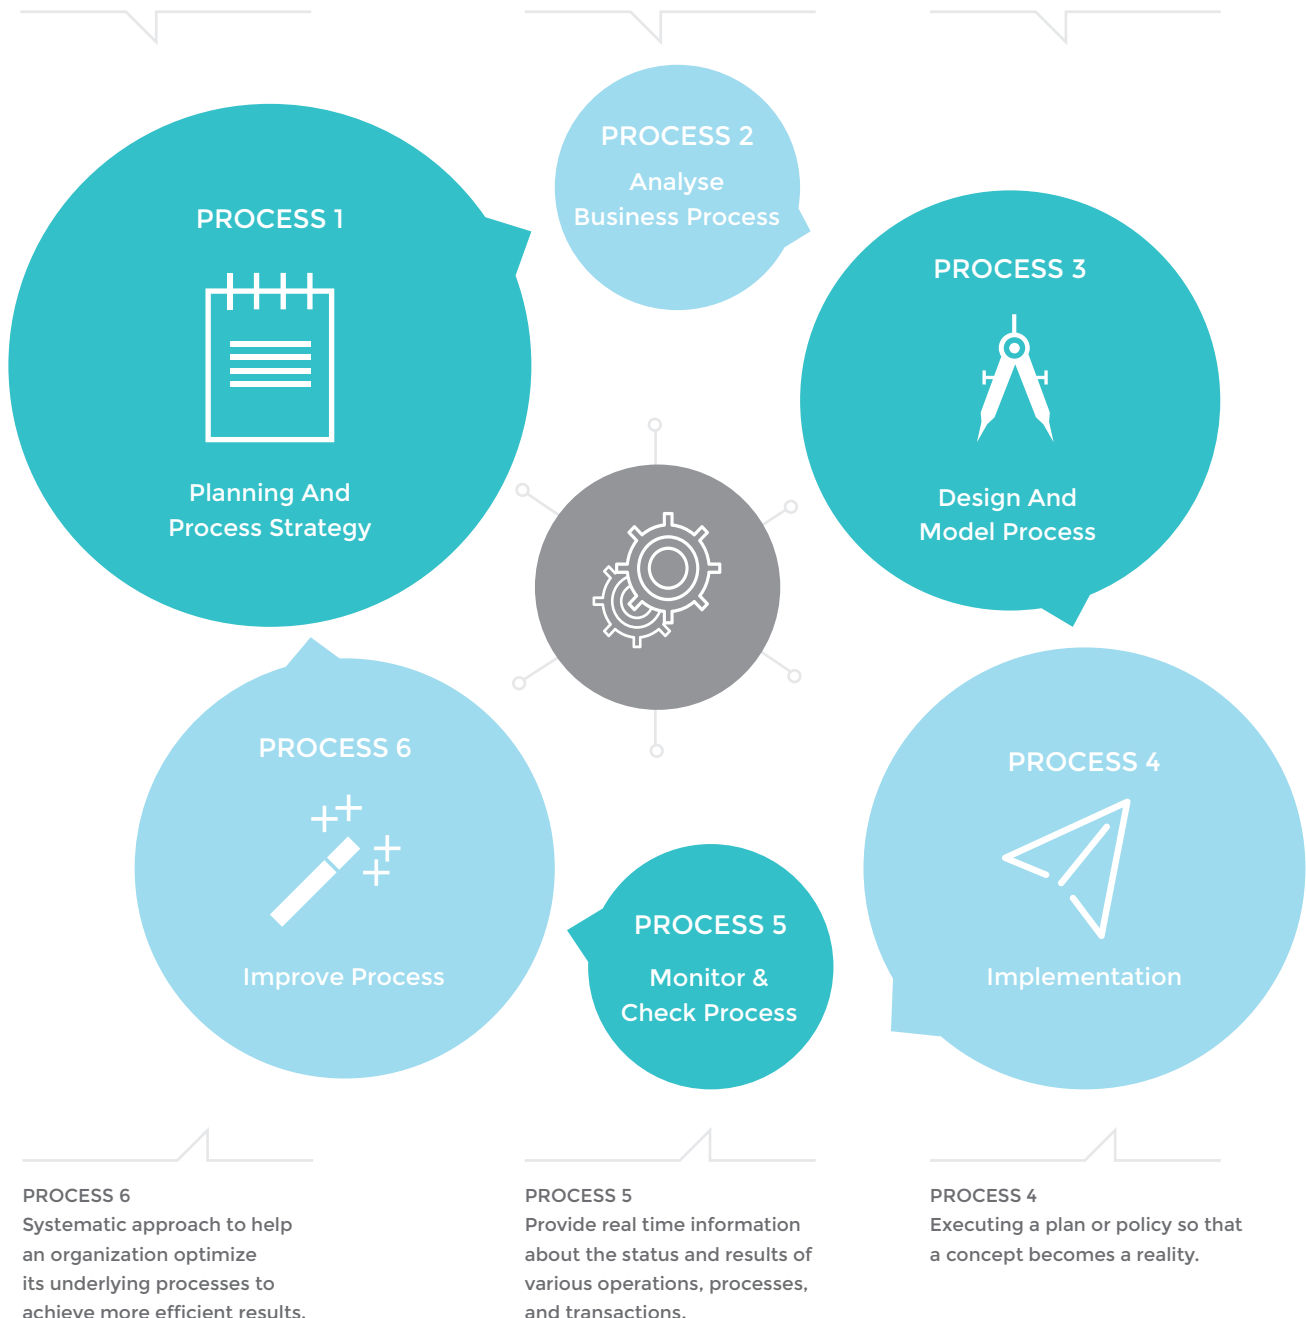 PROCESS 1
Planning And
Process Strategy
PROCESS 2
Analyse
Business Process
PROCESS 3
Design And
Model Process
PROCESS 4
Implementation
PROCESS 5
Monitor &
Check Process
PROCESS 6
Improve Process
PROCESS 6
Systematic approach to help
an organization optimize
its underlying processes to
achieve more efficient results.
PROCESS 5
Provide real time information
about the status and results of
various operations, processes,
and transactions.
PROCESS 4
Executing a plan or policy so that
a concept becomes a reality.